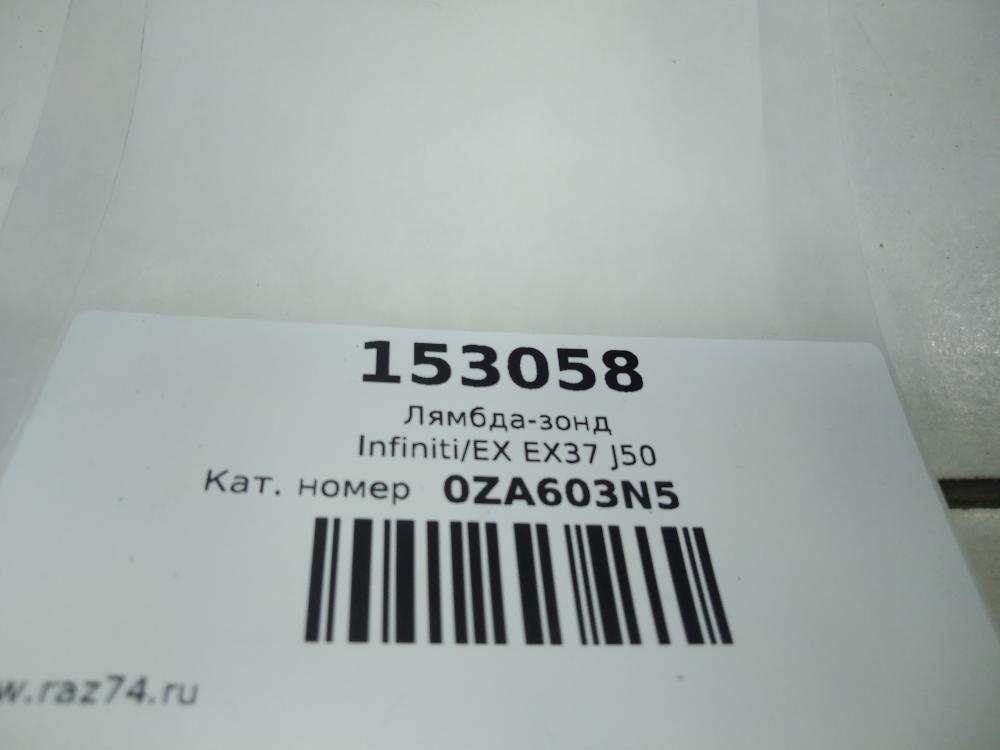 153058
Лямбда-зонд
Infiniti/EX EX37 J50
Кат. номер 0ZA603N5
w.raz74.ru